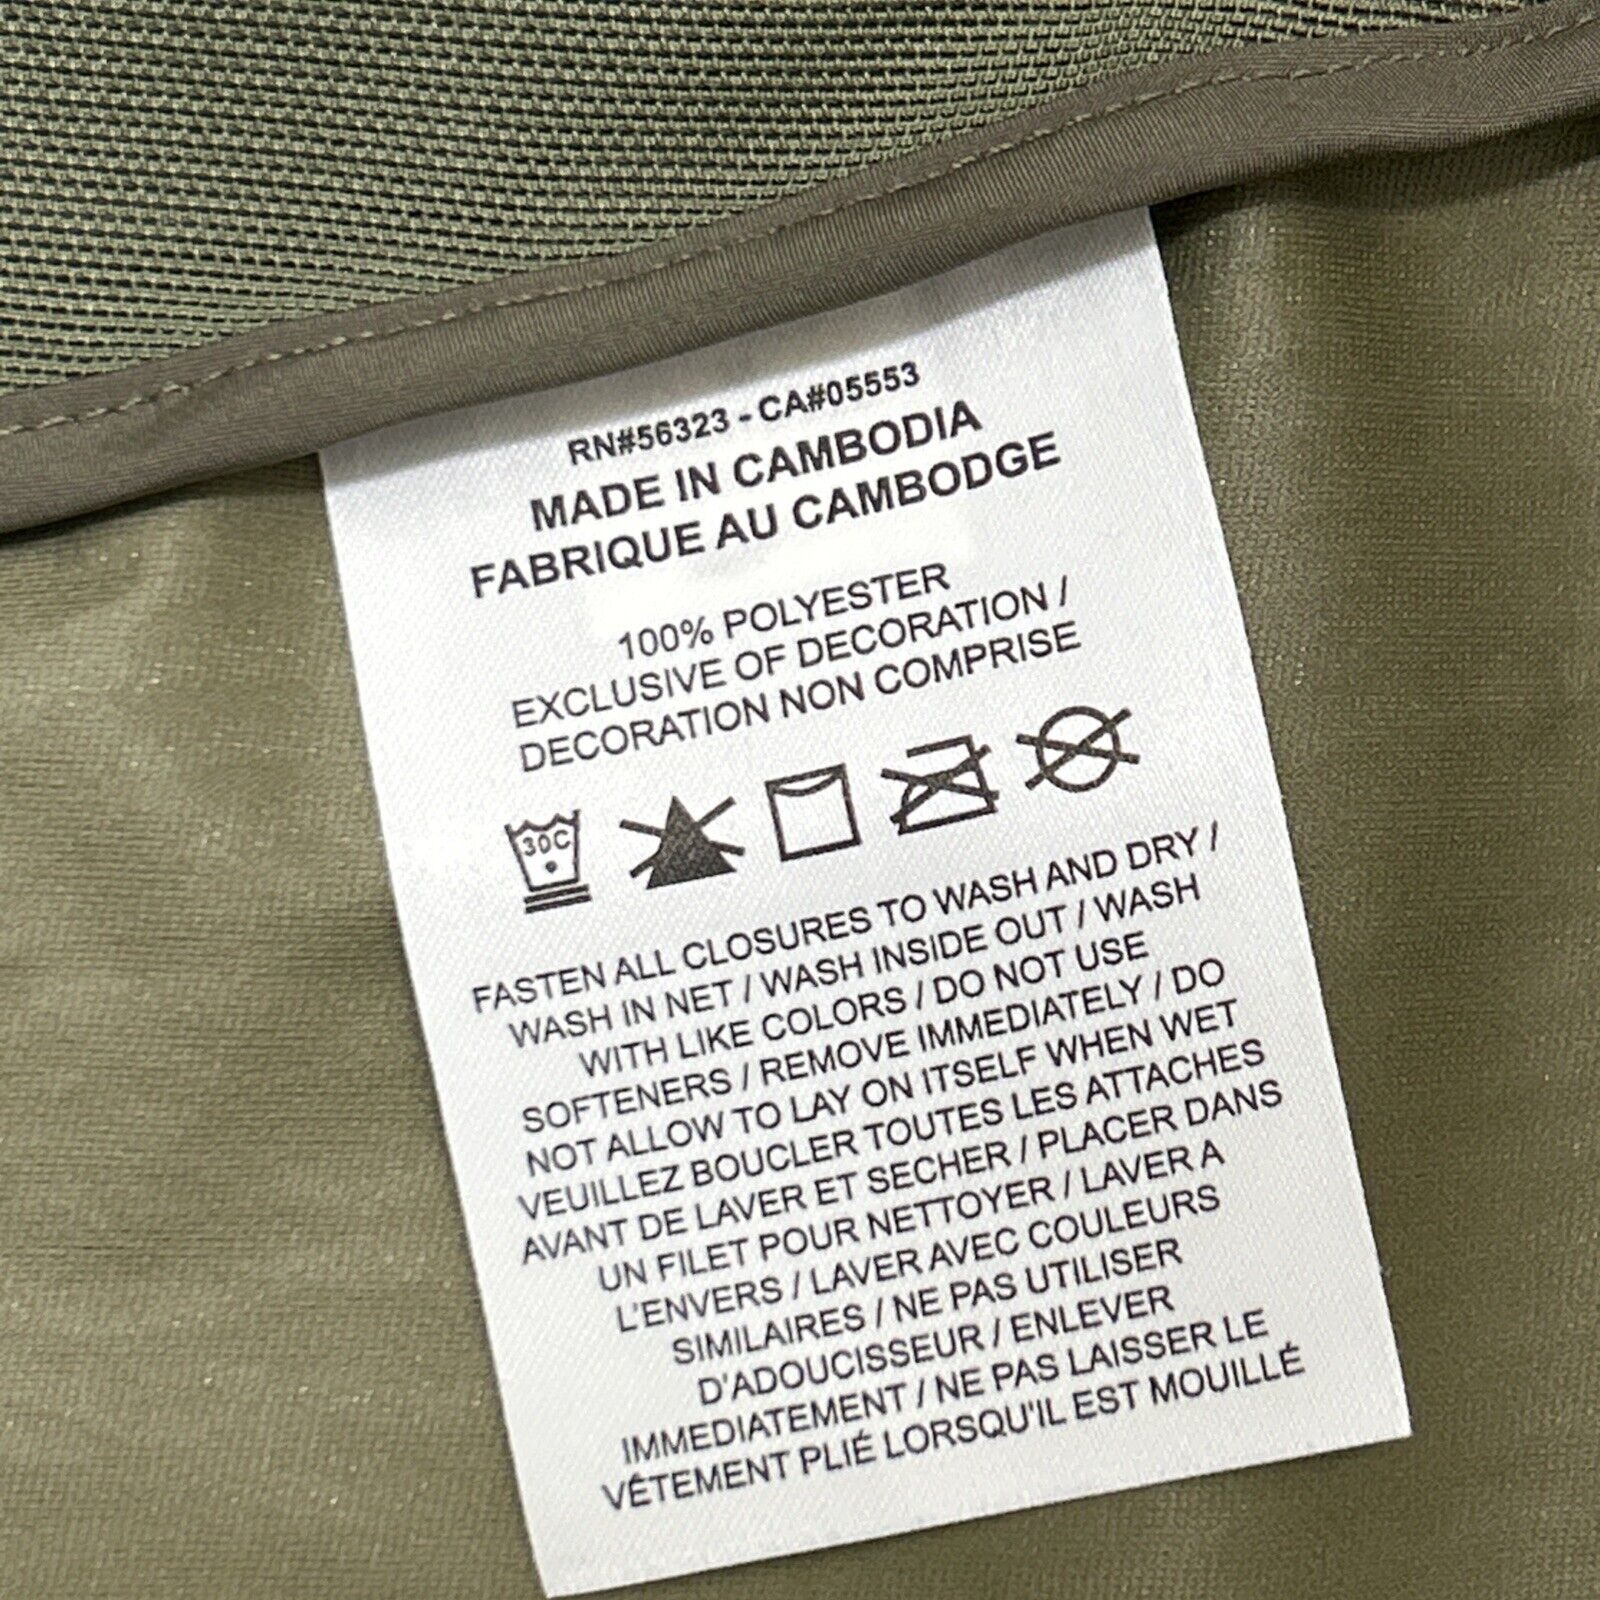 RN#56323 - CA#05553
MADE IN CAMBODIA
FABRIQUE AU CAMBODGE
100% POLYESTER
EXCLUSIVE OF DECORATION /
DECORATION NON COMPRISE
30C
FASTEN ALL CLOSURES TO WASH AND DRY /
WASH IN NET / WASH INSIDE OUT / WASH
WITH LIKE COLORS / DO NOT USE
SOFTENERS / REMOVE IMMEDIATELY / DO
NOT ALLOW TO LAY ON ITSELF WHEN WET
VEUILLEZ BOUCLER TOUTES LES ATTACHES
AVANT DE LAVER ET SECHER / PLACER DANS
UN FILET POUR NETTOYER / LAVER A
L'ENVERS / LAVER AVEC COULEURS
SIMILAIRES / NE PAS UTILISER
D'ADOUCISSEUR / ENLEVER
IMMEDIATEMENT / NE PAS LAISSER LE
VÊTEMENT PLIÉ LORSQU'IL EST MOUILLÉ